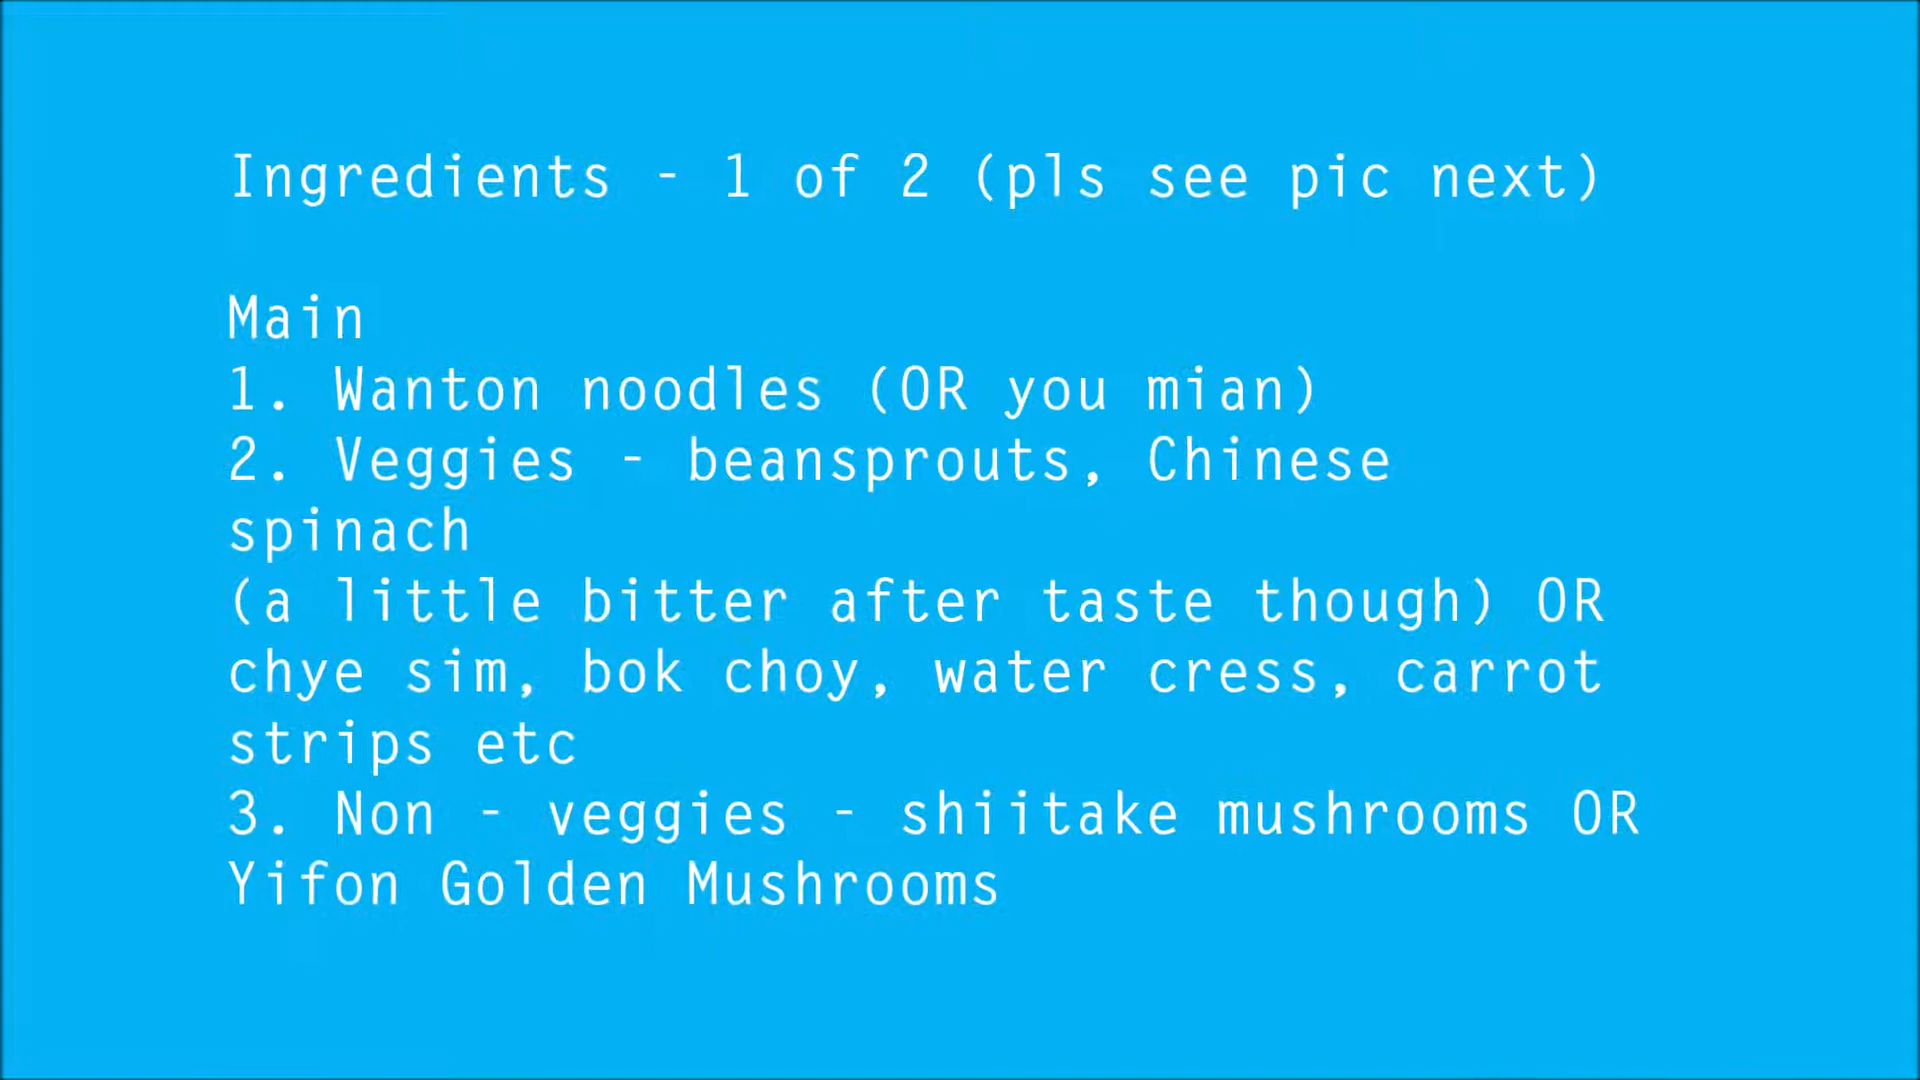 Ingredients - 1 of 2 (pls see pic next)
Main
1. Wanton noodles (OR you mian)
2. Veggies - beansprouts, Chinese
spinach
(a little bitter after taste though) OR
chye sim, bok choy, water cress, carrot
strips etc
3. Non - veggies - shiitake mushrooms OR
Yifon Golden Mushrooms